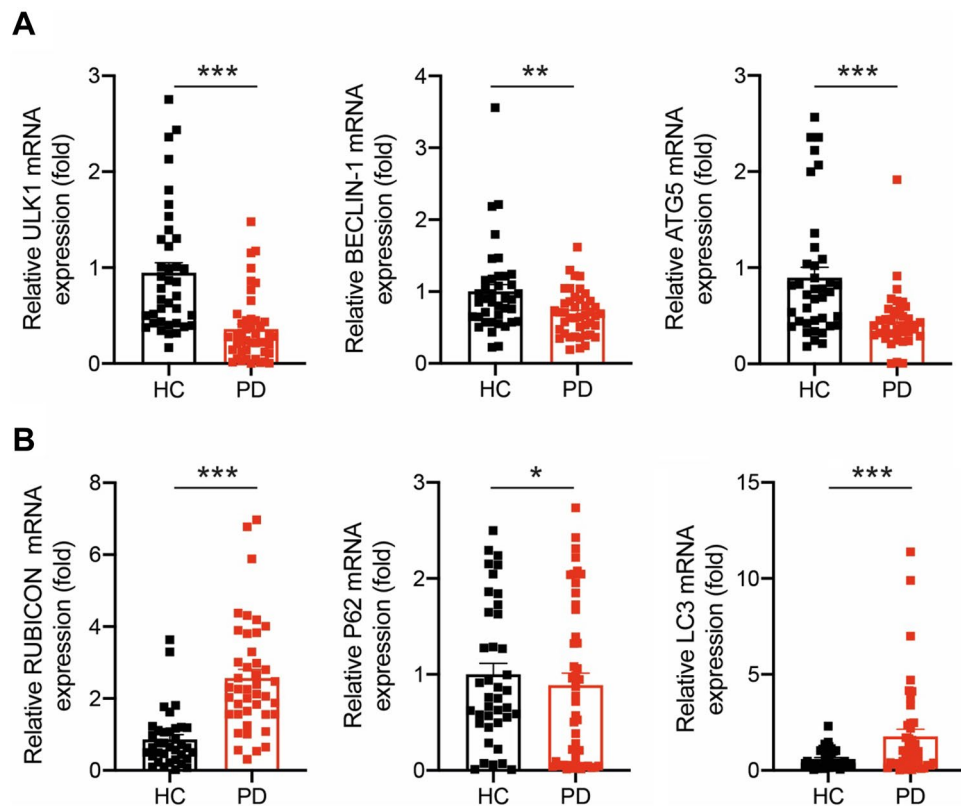 A
Relative ULK1 mRNA
expression (fold)
3
2
1
0
***
HC
PD
Relative BECLIN-1 mRNA
expression (fold)
4
3
2
1
0
**
HC
PD
Relative ATG5 mRNA
expression (fold)
3
2
1
0
***
HC
PD
B
Relative RUBICON mRNA
expression (fold)
8
6
4
2
0
***
HC
PD
Relative P62 mRNA
expression (fold)
3
2
1
0
*
HC
PD
Relative LC3 mRNA
expression (fold)
15
10
5
0
***
HC
PD